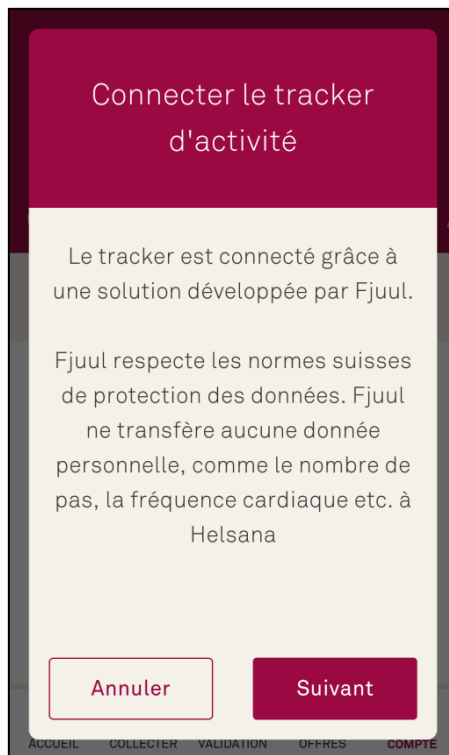 Connecter le tracker
d'activité
Le tracker est connecté grâce à
une solution développée par Fjuul.
Fjuul respecte les normes suisses
de protection des données. Fjuul
ne transfère aucune donnée
personnelle, comme le nombre de
pas, la fréquence cardiaque etc. à
Helsana
Annuler Suivant
ACCUEIL COLLECTER VALIDATION OFFRES COMPTE